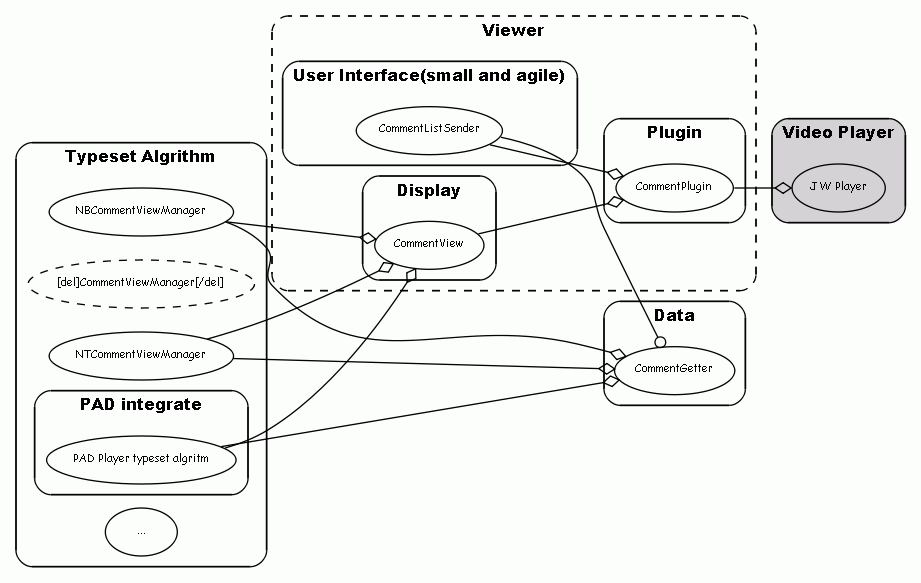 Viewer
User Interface(small and agile)
CommentListSender
Plugin
CommentPlugin
Video Player
JW Player
Typeset Algrithm
NBCommentViewManager
Display
CommentView
[del]CommentViewManager[/del]
Data
CommentGetter
NTCommentViewManager
PAD integrate
PAD Player typeset algritm
...